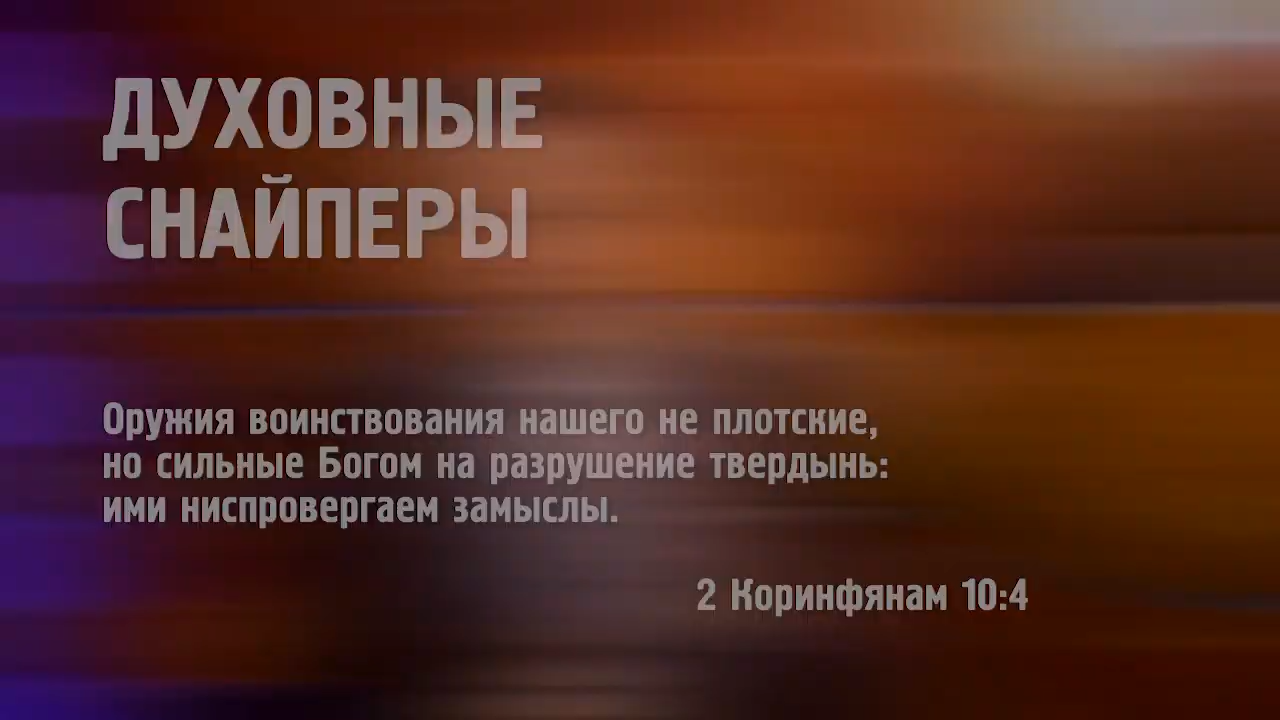 ДУХОВНЫЕ
СНАЙПЕРЫ
Оружия воинствования нашего не плотские,
но сильные Богом на разрушение твердынь:
ими ниспровергаем замыслы.
2 Коринфянам 10:4